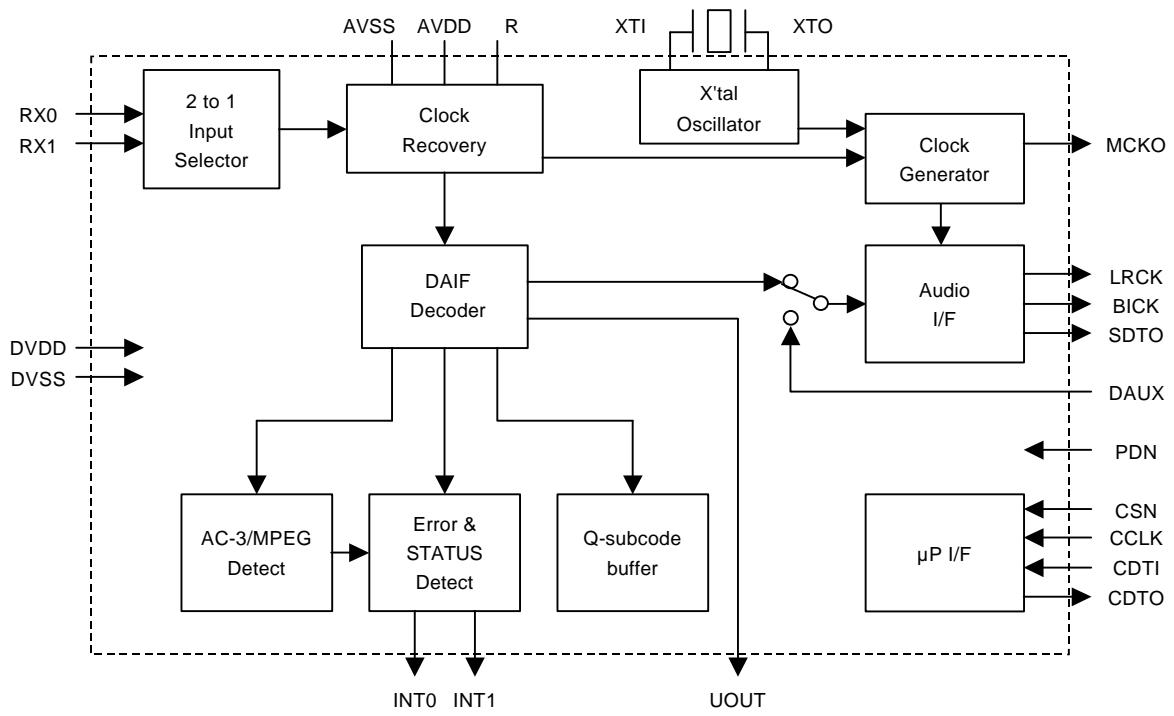 AVSS AVDD R XTI XTO
RX0
RX1
2 to 1
Input
Selector
Clock
Recovery
X'tal
Oscillator
Clock
Generator
MCKO
DAIF
Decoder
Audio
I/F
LRCK
BICK
SDTO
DVDD
DVSS
DAUX
PDN
AC-3/MPEG
Detect
Error &
STATUS
Detect
Q-subcode
buffer
µP I/F
CSN
CCLK
CDTI
CDTO
INT0 INT1 UOUT